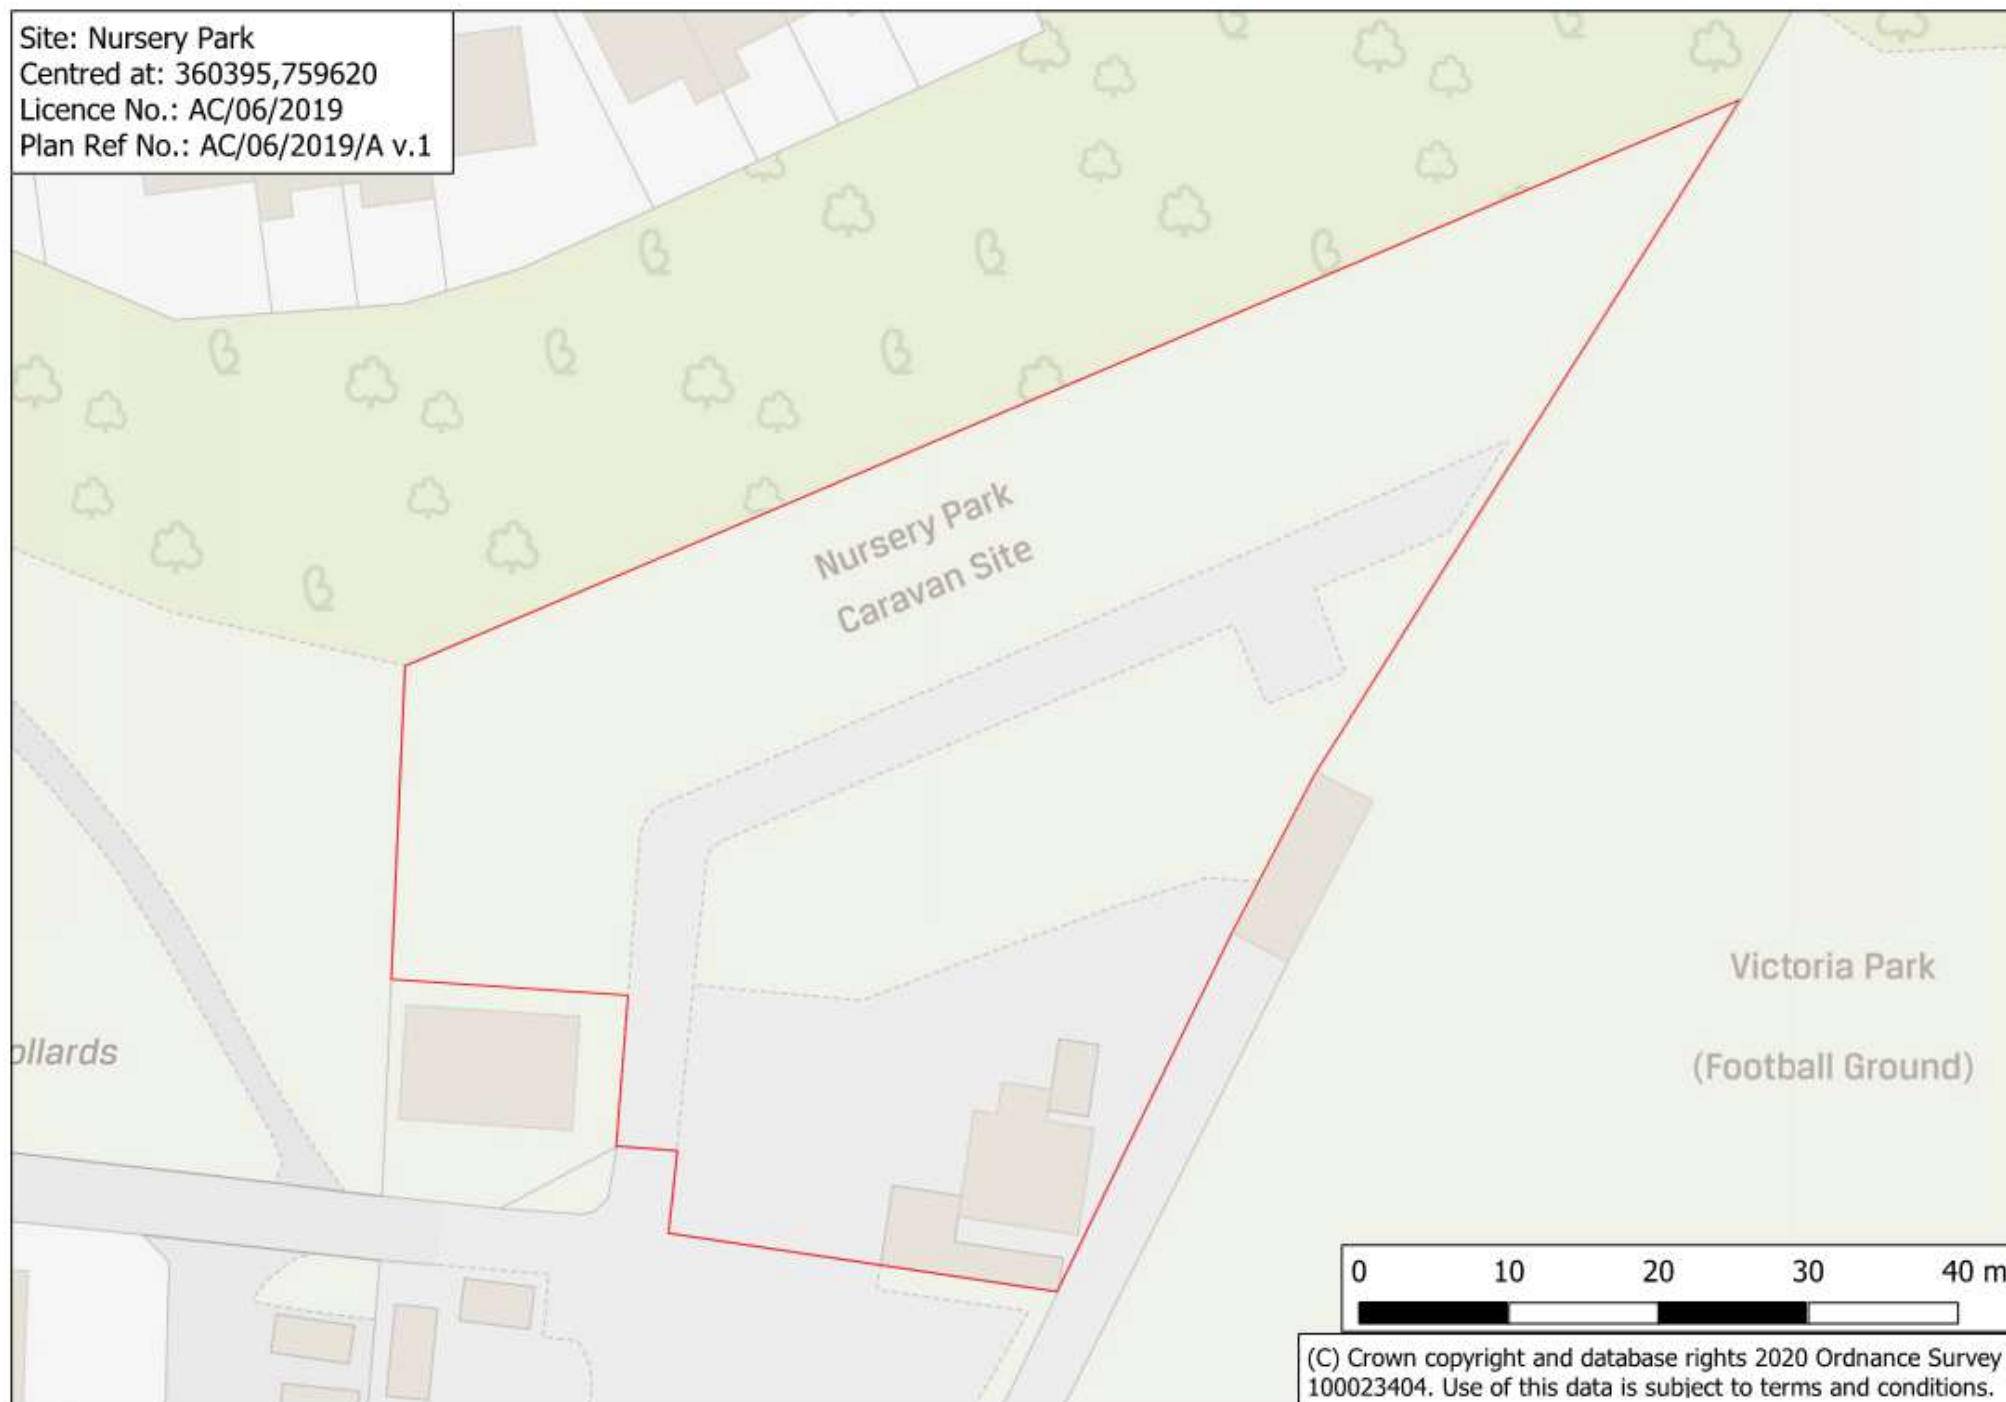 Site: Nursery Park
Centred at: 360395,759620
Licence No.: AC/06/2019
Plan Ref No.: AC/06/2019/A v.1
Nursery Park
Caravan Site
Victoria Park
(Football Ground)
ollards
0 10 20 30 40 m
(C) Crown copyright and database rights 2020 Ordnance Survey
100023404. Use of this data is subject to terms and conditions.